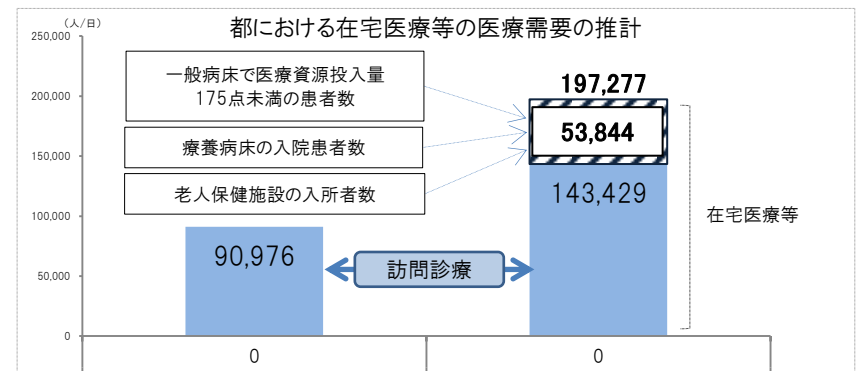 都における在宅医療等の医療需要の推計
(人/日)
250,000
200,000
150,000
100,000
50,000
0
一般病床で医療資源投入量
175点未満の患者数
療養病床の入院患者数
老人保健施設の入所者数
197,277
53,844
143,429
90,976
訪問診療
在宅医療等
0
0